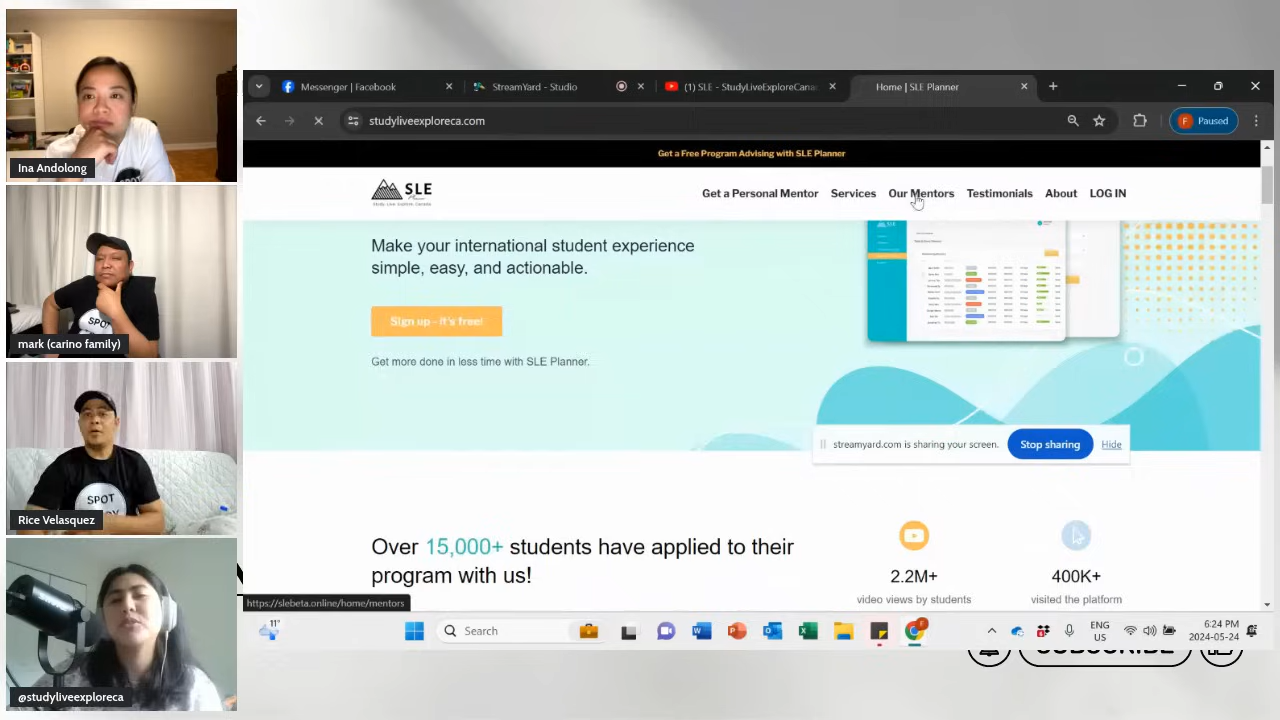 Ina Andolong
SPOT
mark (carino family)
SPOT
Rice Velasquez
@studyliveexploreca
Messenger | Facebook
StreamYard - Studio
(1) SLE - StudyLiveExploreCana
Home | SLE Planner
studyliveexploreca.com
Paused
Get a Free Program Advising with SLE Planner
SLE
Get a Personal Mentor
Services
Our Mentors
Testimonials
About
LOG IN
Make your international student experience
simple, easy, and actionable.
Sign up—it's free!
Get more done in less time with SLE Planner.
streamyard.com is sharing your screen.
Stop sharing
Hide
Over 15,000+ students have applied to their
program with us!
2.2M+
video views by students
400K+
visited the platform
https://slebeta.online/home/mentors
11°
Search
ENG
US
6:24 PM
2024-05-24
SUBSCRIBE